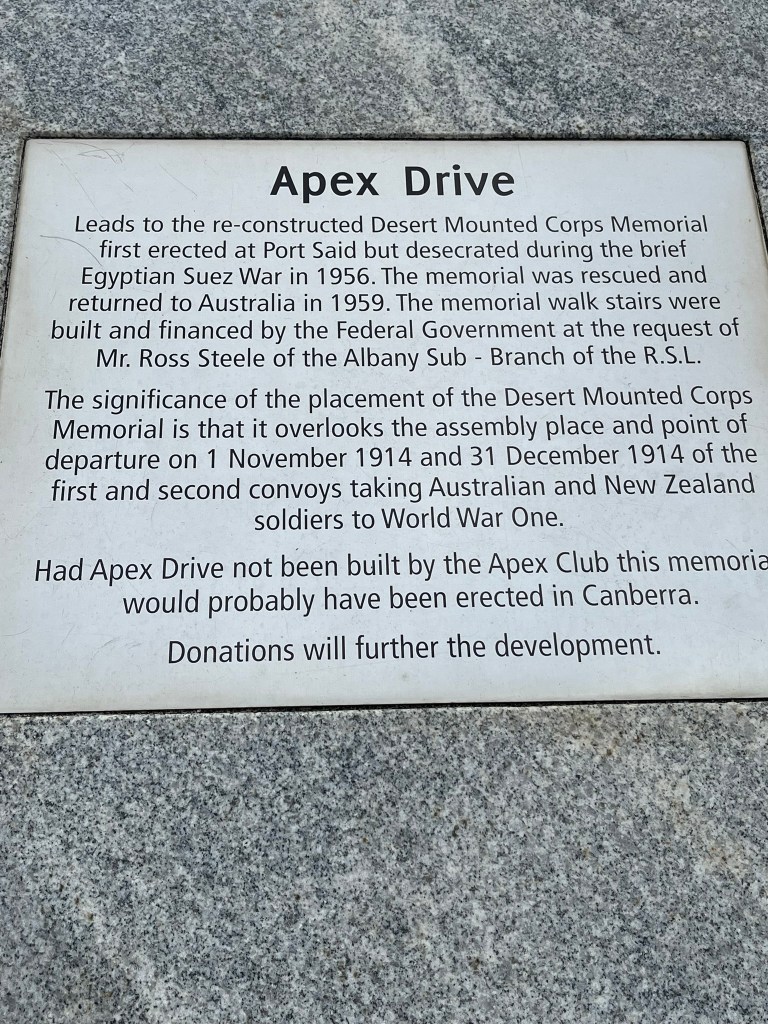 Apex Drive
Leads to the re-constructed Desert Mounted Corps Memorial
first erected at Port Said but desecrated during the brief
Egyptian Suez War in 1956. The memorial was rescued and
returned to Australia in 1959. The memorial walk stairs were
built and financed by the Federal Government at the request of
Mr. Ross Steele of the Albany Sub - Branch of the R.S.L.
The significance of the placement of the Desert Mounted Corps
Memorial is that it overlooks the assembly place and point of
departure on 1 November 1914 and 31 December 1914 of the
first and second convoys taking Australian and New Zealand
soldiers to World War One.
Had Apex Drive not been built by the Apex Club this memoria
would probably have been erected in Canberra.
Donations will further the development.